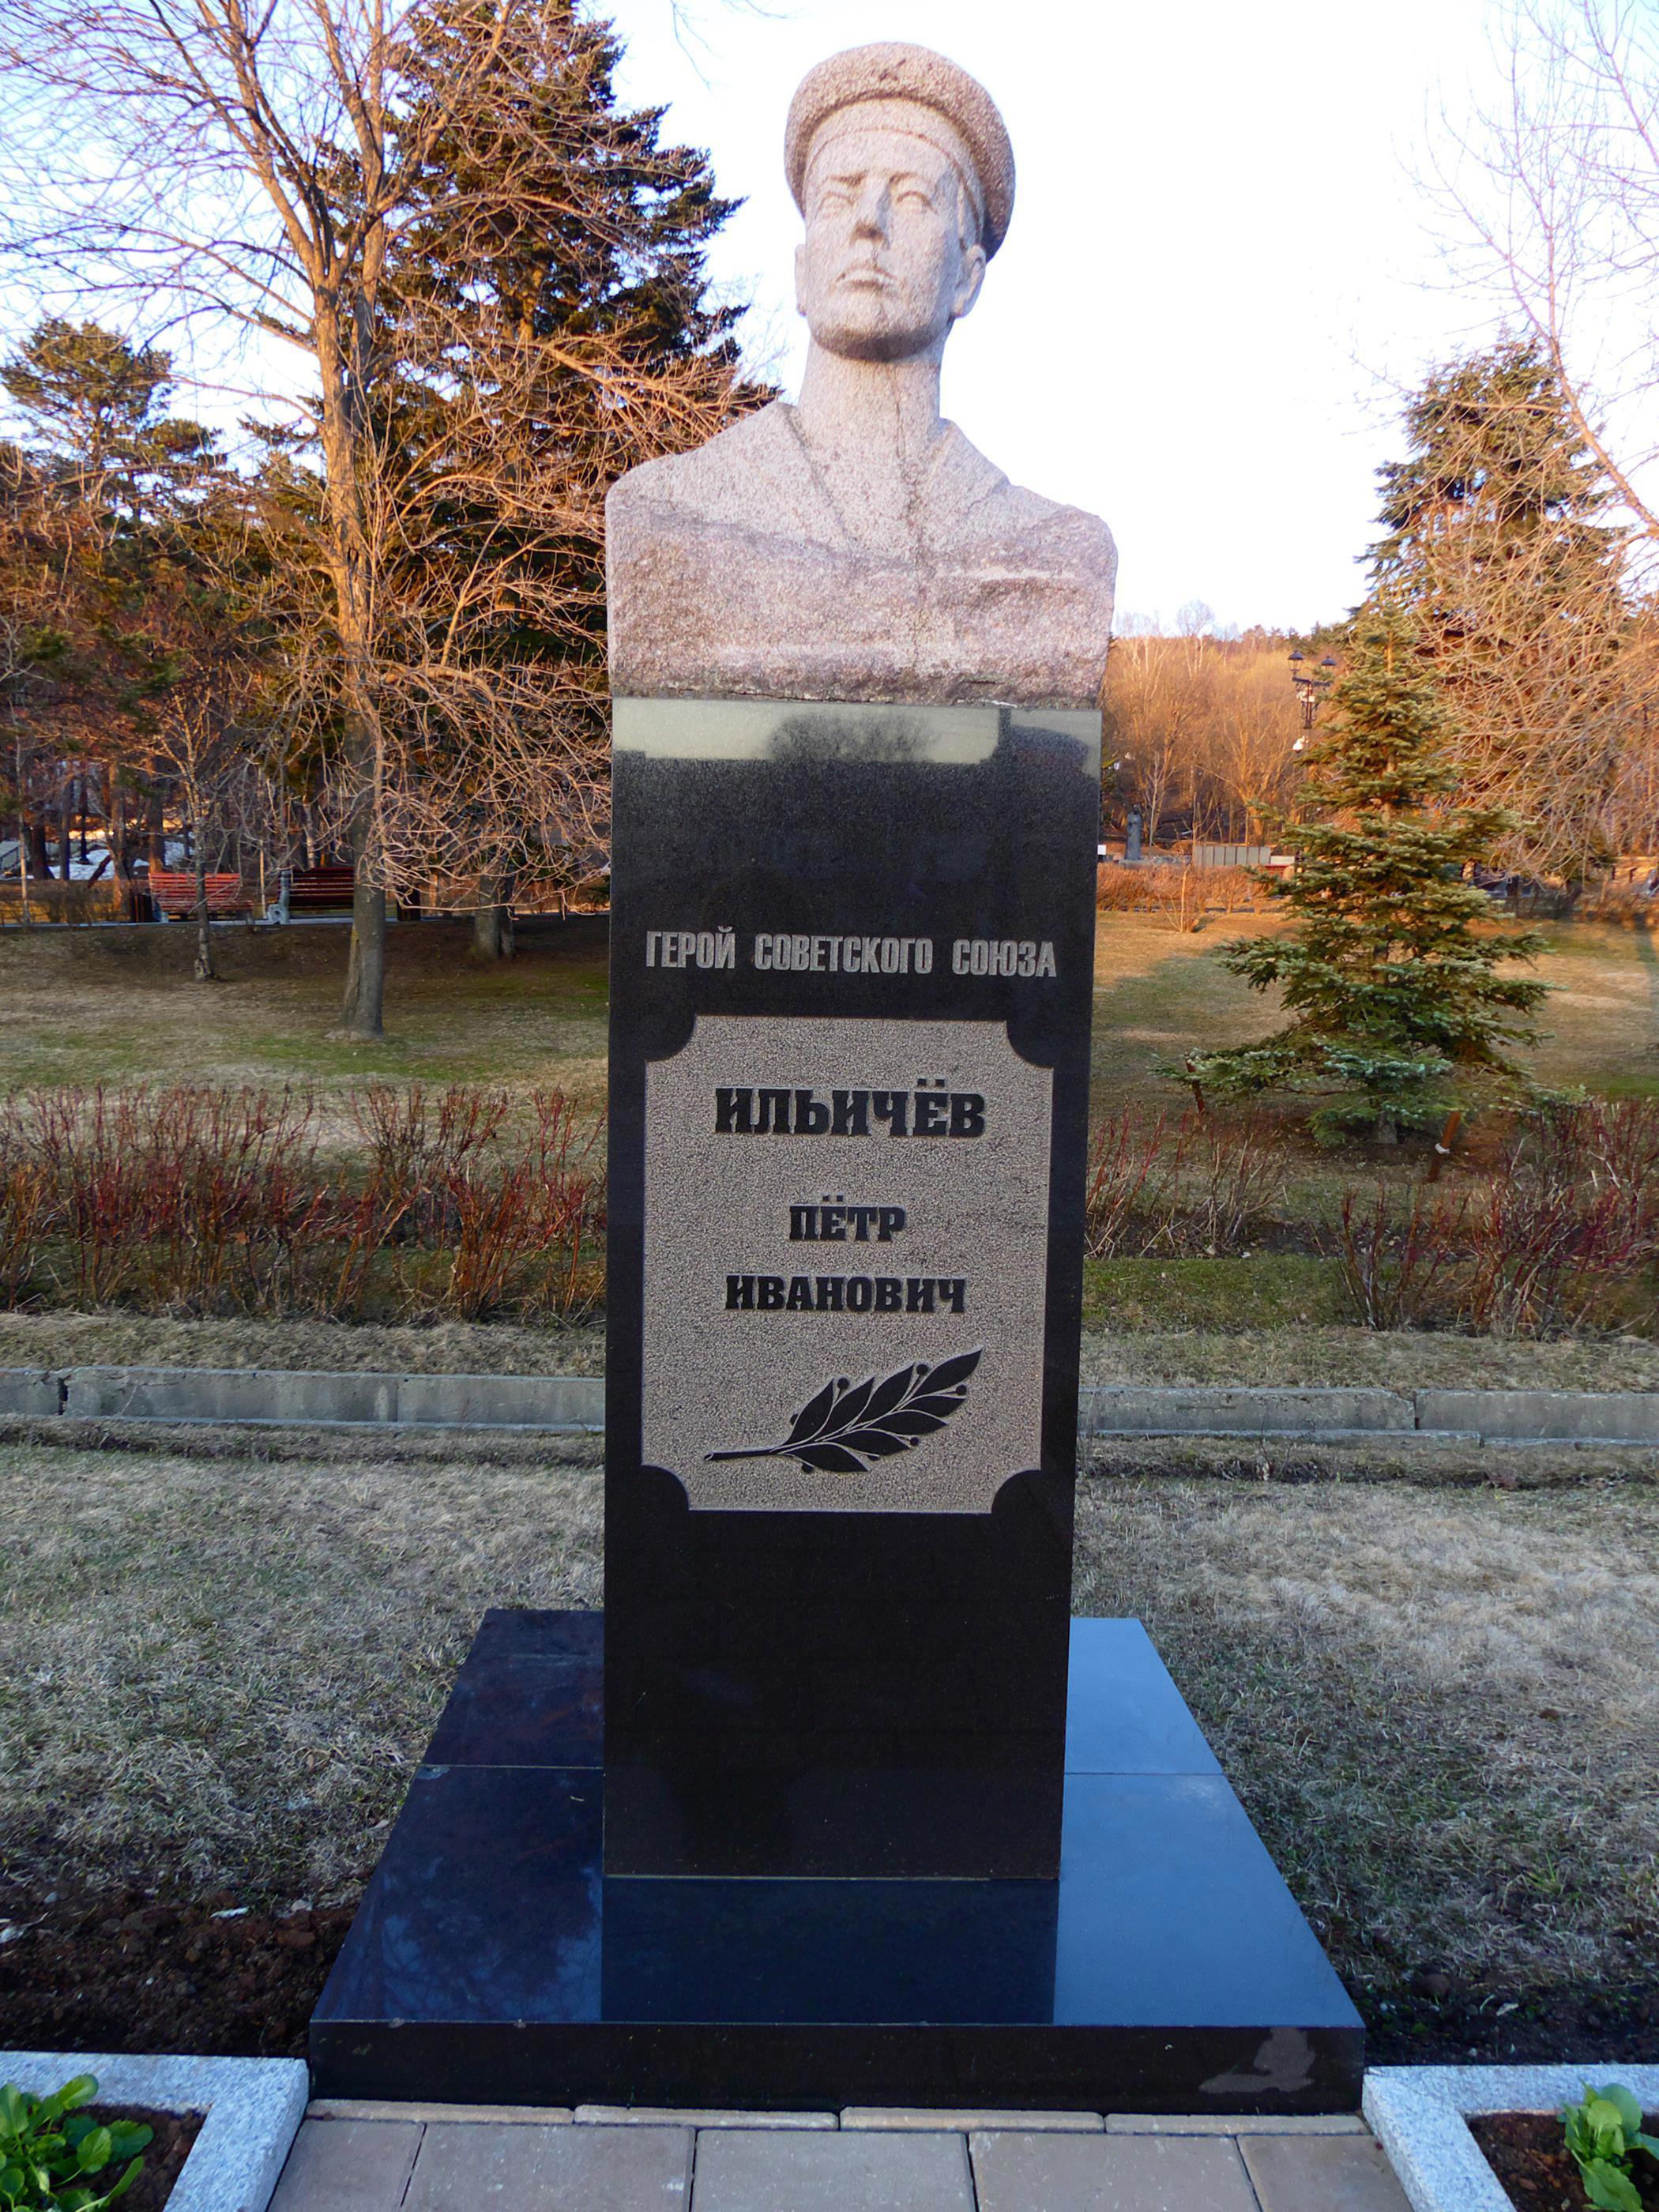 ГЕРОЙ СОВЕТСКОГО СОЮЗА
ИЛЬИЧЁВ
ПЁТР
ИВАНОВИЧ